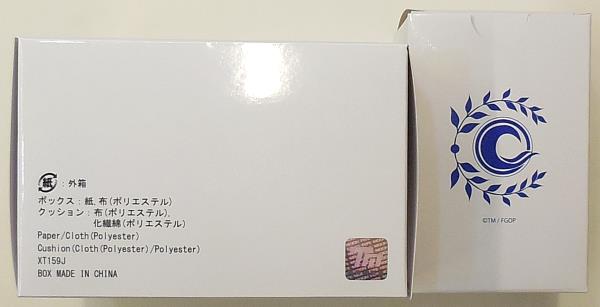 紙:外箱
ボックス:紙,布(ポリエステル)
クッション:布(ポリエステル),
化繊綿(ポリエステル)
Paper/Cloth(Polyester)
Cushion(Cloth(Polyester)/Polyester)
XT159J
BOX MADE IN CHINA
©TM / FGOP